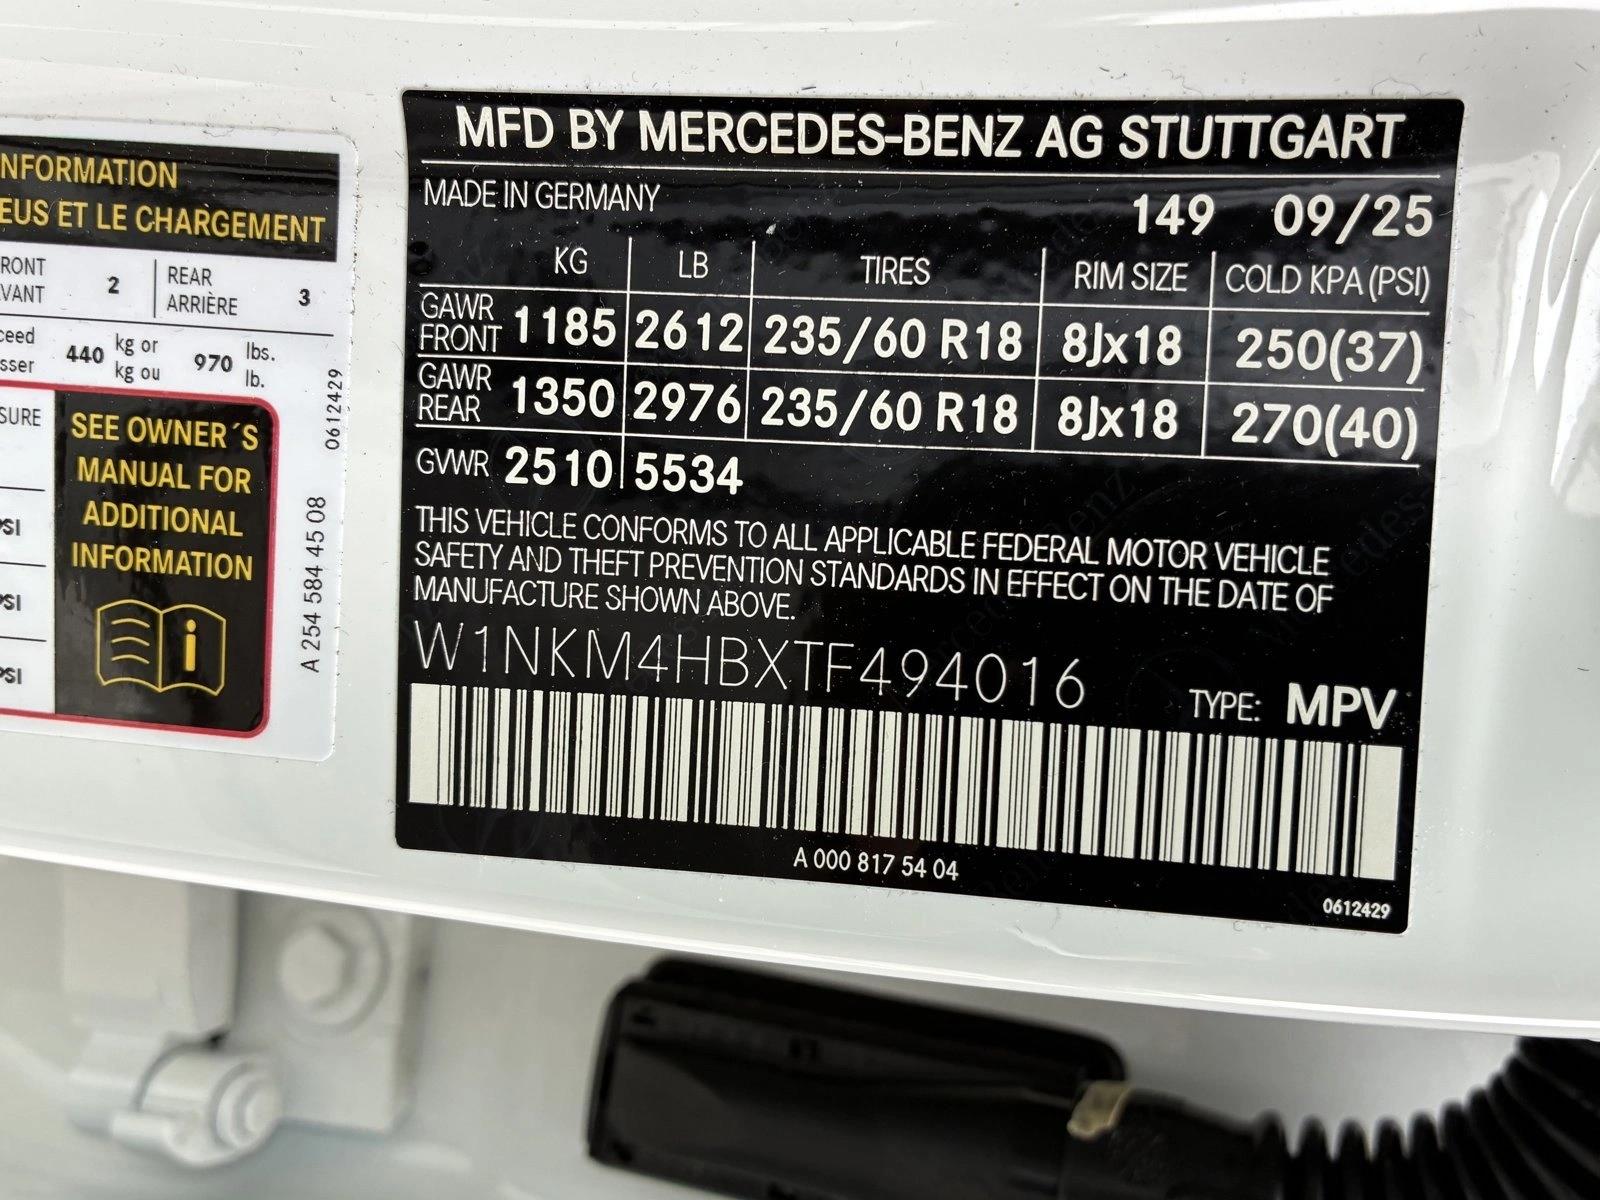 NFORMATION
EUS ET LE CHARGEMENT
RONT
VANT
2
REAR
ARRIÈRE
3
ceed
sser
440
kg or
kg ou
970
lbs.
lb.
SURE
PSI
PSI
PSI
SEE OWNER´S
MANUAL FOR
ADDITIONAL
INFORMATION
i
0612429
A 254 584 45 08
MFD BY MERCEDES-BENZ AG STUTTGART
MADE IN GERMANY 149 09/25
KG LB TIRES RIM SIZE COLD KPA (PSI)
GAWR
FRONT 1185 2612 235/60 R18 8Jx18 250(37)
GAWR
REAR 1350 2976 235/60 R18 8Jx18 270(40)
GVWR 2510 5534
THIS VEHICLE CONFORMS TO ALL APPLICABLE FEDERAL MOTOR VEHICLE
SAFETY AND THEFT PREVENTION STANDARDS IN EFFECT ON THE DATE OF
MANUFACTURE SHOWN ABOVE.
W1NKM4HBXTF494016 TYPE: MPV
A 000 817 54 04
0612429